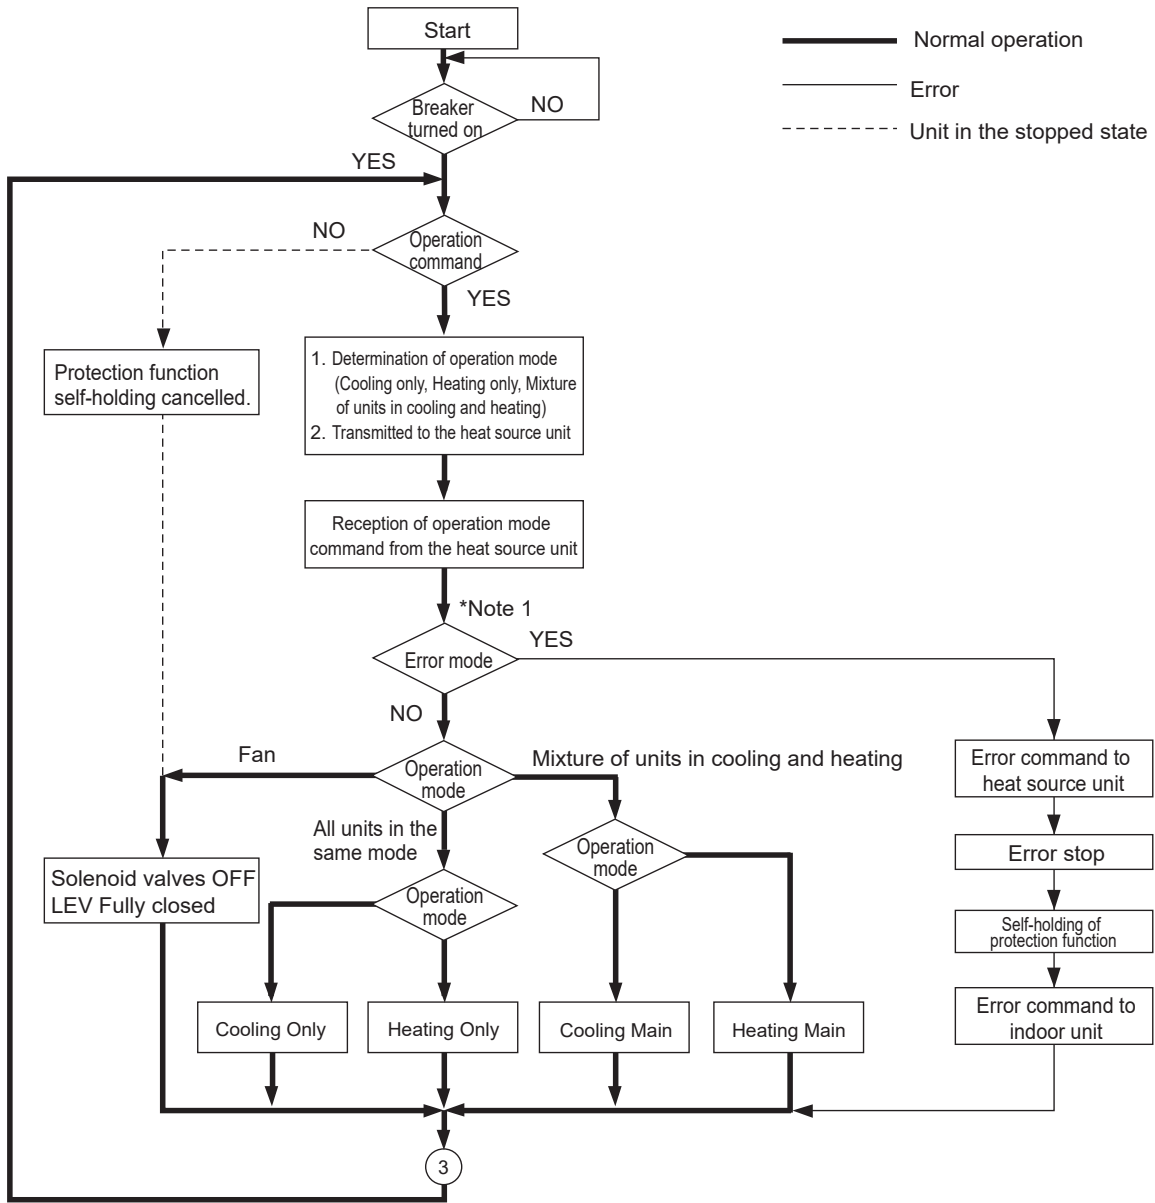 Start
Normal operation
Error
Unit in the stopped state
Breaker
turned on
NO
YES
NO
Operation
command
YES
Protection function
self-holding cancelled.
1. Determination of operation mode
(Cooling only, Heating only, Mixture
of units in cooling and heating)
2. Transmitted to the heat source unit
Reception of operation mode
command from the heat source unit
*Note 1
YES
Error mode
NO
Fan
Operation
mode
Mixture of units in cooling and heating
Error command to
heat source unit
All units in the
same mode
Operation
mode
Error stop
Solenoid valves OFF
LEV Fully closed
Operation
mode
Self-holding of
protection function
Cooling Only
Heating Only
Cooling Main
Heating Main
Error command to
indoor unit
3